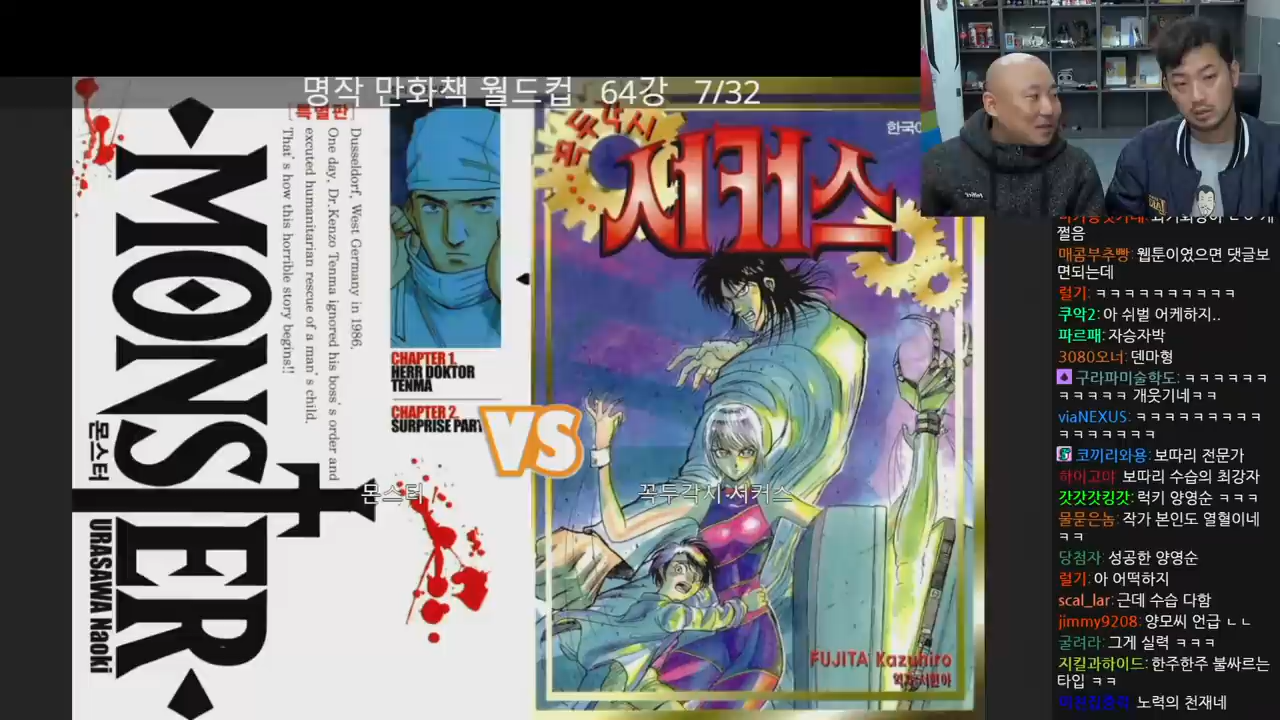 명작 만화책 월드컵 64강 7/32
[특별판]
Dusseldorf, West Germany in 1986.
One day, Dr. Kenzo Tenma ignored his boss's order and
excuted humanitarian rescue of a man's child.
That's how this horrible story begins!!
MONSTER
몬스터
URASAWA Naoki
CHAPTER 1.
HERR DOKTOR
TENMA
CHAPTER 2.
SURPRISE PART
몬스터
VS
꼭두각시
서커스
꼭두각시 서커스
FUJITA Kazuhiro
쩔음
매콤부추빵: 웹툰이었으면 댓글보
면되는데
럴기: ㅋㅋㅋㅋㅋㅋㅋㅋㅋㅋ
쿠악2: 아 쉬벌 어케하지..
파르페: 자승자박
3080오너: 덴마형
구라파미술학도: ㅋㅋㅋㅋㅋㅋ
ㅋㅋㅋㅋㅋ 개웃기네ㅋㅋ
viaNEXUS: ㅋㅋㅋㅋㅋㅋㅋㅋㅋ
ㅋㅋㅋㅋㅋㅋㅋ
코끼리와용: 보따리 전문가
하이고마: 보따리 수습의 최강자
갓갓갓킹갓: 럭키 양영순 ㅋㅋㅋ
물묻은놈: 작가 본인도 열혈이네
ㅋㅋ
당첨자: 성공한 양영순
럴기: 아 어떡하지
scal_lar: 근데 수습 다함
jimmy9208: 양모씨 언급 ㄴㄴ
굴려라: 그게 실력 ㅋㅋㅋ
지킬과하이드: 한주한주 불싸르는
타입 ㅋㅋ
노력의 천재네